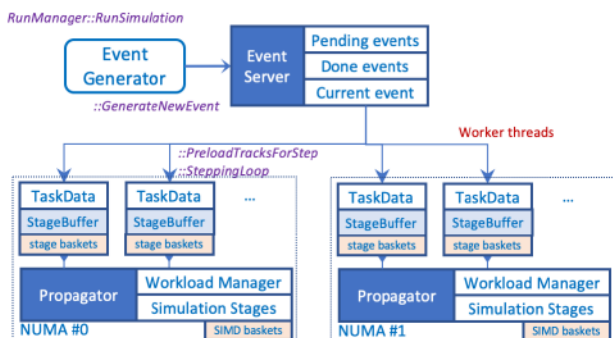 RunManager::RunSimulation
Event
Generator
Event
Server
Pending events
Done events
Current event
::GenerateNewEvent
Worker threads
::PreloadTracksForStep
::SteppingLoop
TaskData
StageBuffer
stage baskets
TaskData
StageBuffer
stage baskets
...
TaskData
StageBuffer
stage baskets
TaskData
StageBuffer
stage baskets
...
Propagator
Workload Manager
Simulation Stages
NUMA #0
SIMD baskets
Propagator
Workload Manager
Simulation Stages
NUMA #1
SIMD baskets